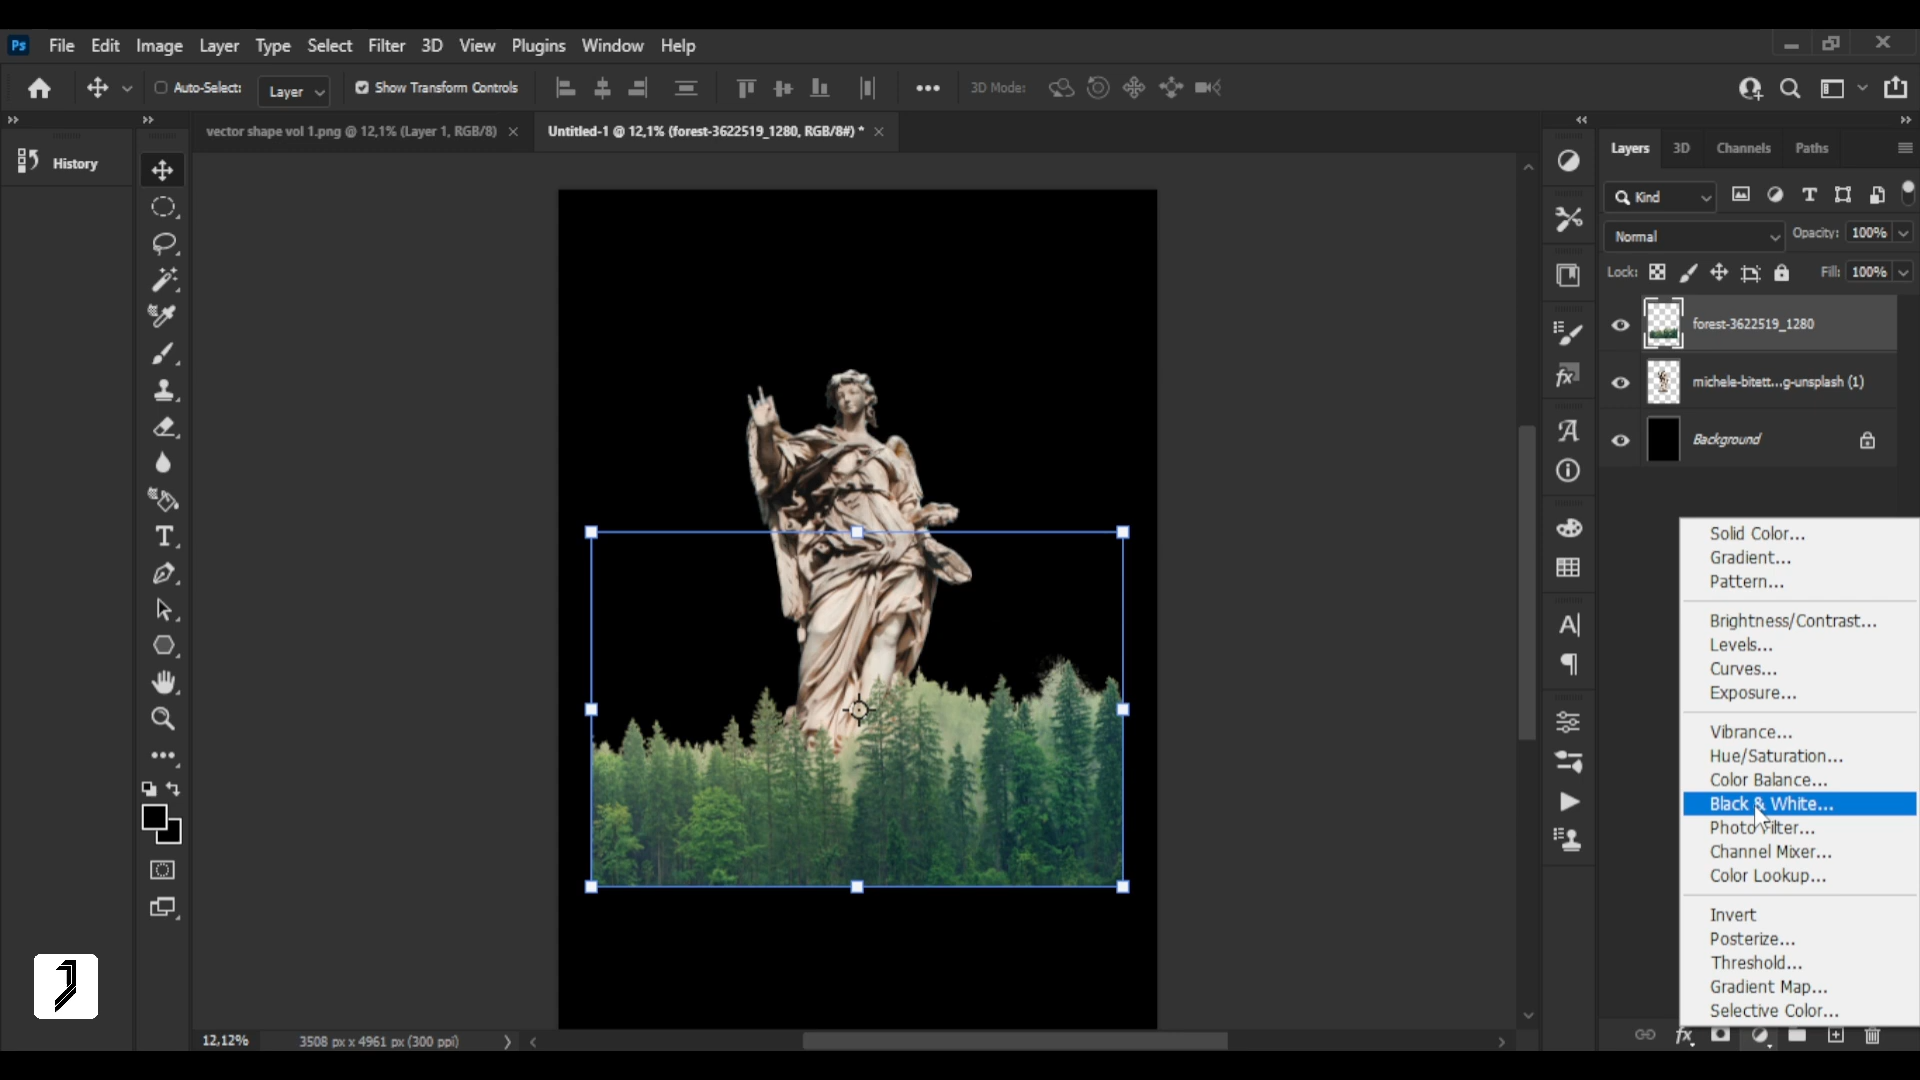 Ps File Edit Image Layer Type Select Filter 3D View Plugins Window Help
Auto-Select: Layer Show Transform Controls 3D Mode:
vector shape vol 1.png @ 12,1% (Layer 1, RGB/8) Untitled-1 @ 12,1% (forest-3622519_1280, RGB/8#) *
History
Layers 3D Channels Paths
Kind
Normal Opacity: 100%
Lock: Fill: 100%
forest-3622519_1280
michele-bitett...g-unsplash (1)
Background
Solid Color...
Gradient...
Pattern...
Brightness/Contrast...
Levels...
Curves...
Exposure...
Vibrance...
Hue/Saturation...
Color Balance...
Black & White...
Photo Filter...
Channel Mixer...
Color Lookup...
Invert
Posterize...
Threshold...
Gradient Map...
Selective Color...
12,12% 3508 px x 4961 px (300 ppi)